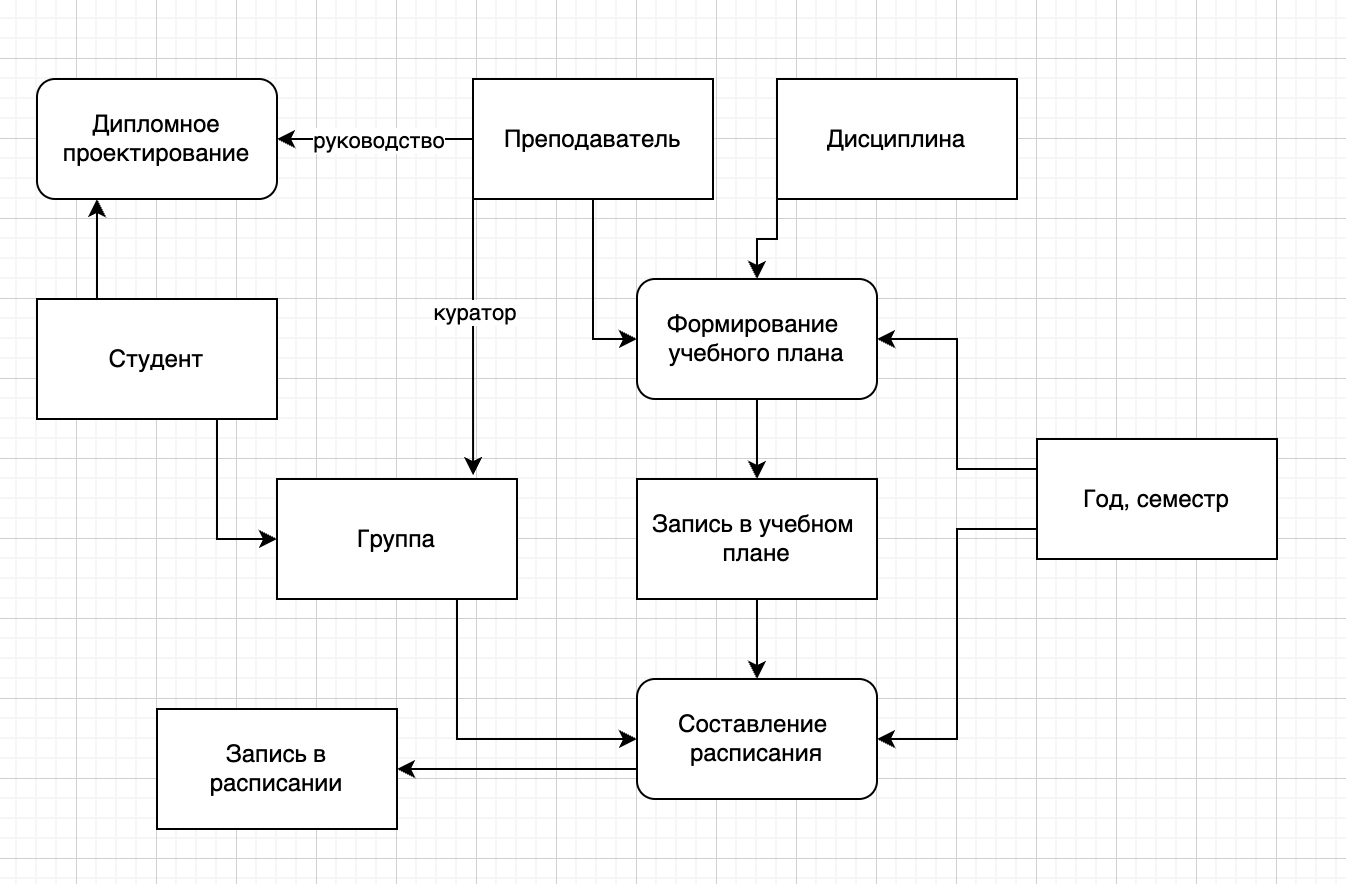 Дипломное
проектирование
руководство
Преподаватель
Дисциплина
куратор
Формирование
учебного плана
Студент
Группа
Запись в учебном
плане
Год, семестр
Запись в
расписании
Составление
расписания